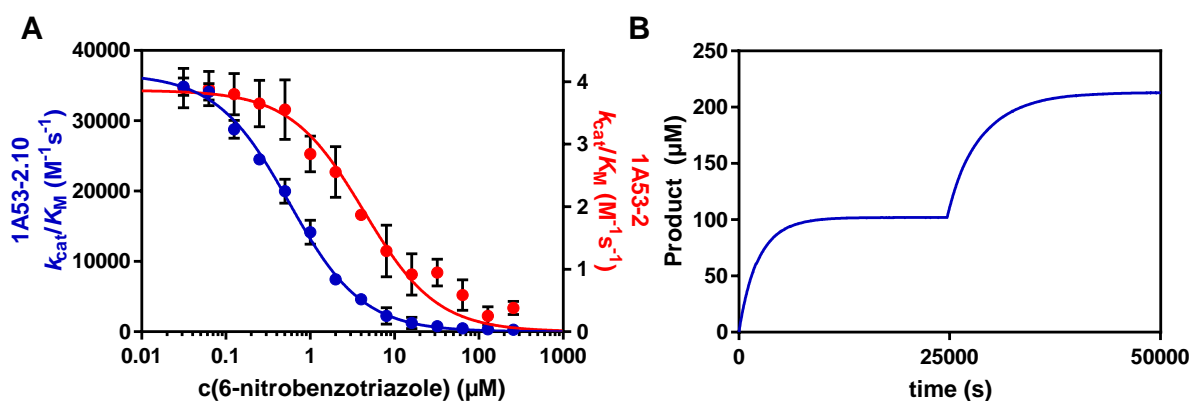 A
1A53-2.10
kcat/KM (M-1s-1)
40000
30000
20000
10000
0
0.01
0.1
1
10
100
1000
c(6-nitrobenzotriazole) (µM)
4
3
2
1
0
1A53-2
kcat/KM (M-1s-1)
B
Product (µM)
250
200
150
100
50
0
0
25000
50000
time (s)